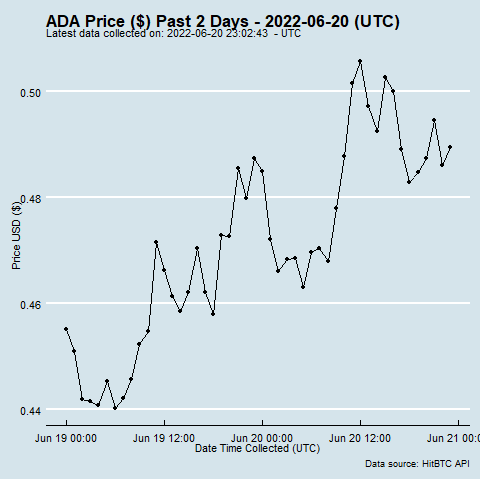 ADA Price ($) Past 2 Days - 2022-06-20 (UTC)
Latest data collected on: 2022-06-20 23:02:43 - UTC
0.50
0.48
Price USD ($)
0.46
0.44
Jun 19 00:00 Jun 19 12:00 Jun 20 00:00 Jun 20 12:00 Jun 21 00:
Date Time Collected (UTC)
Data source: HitBTC API